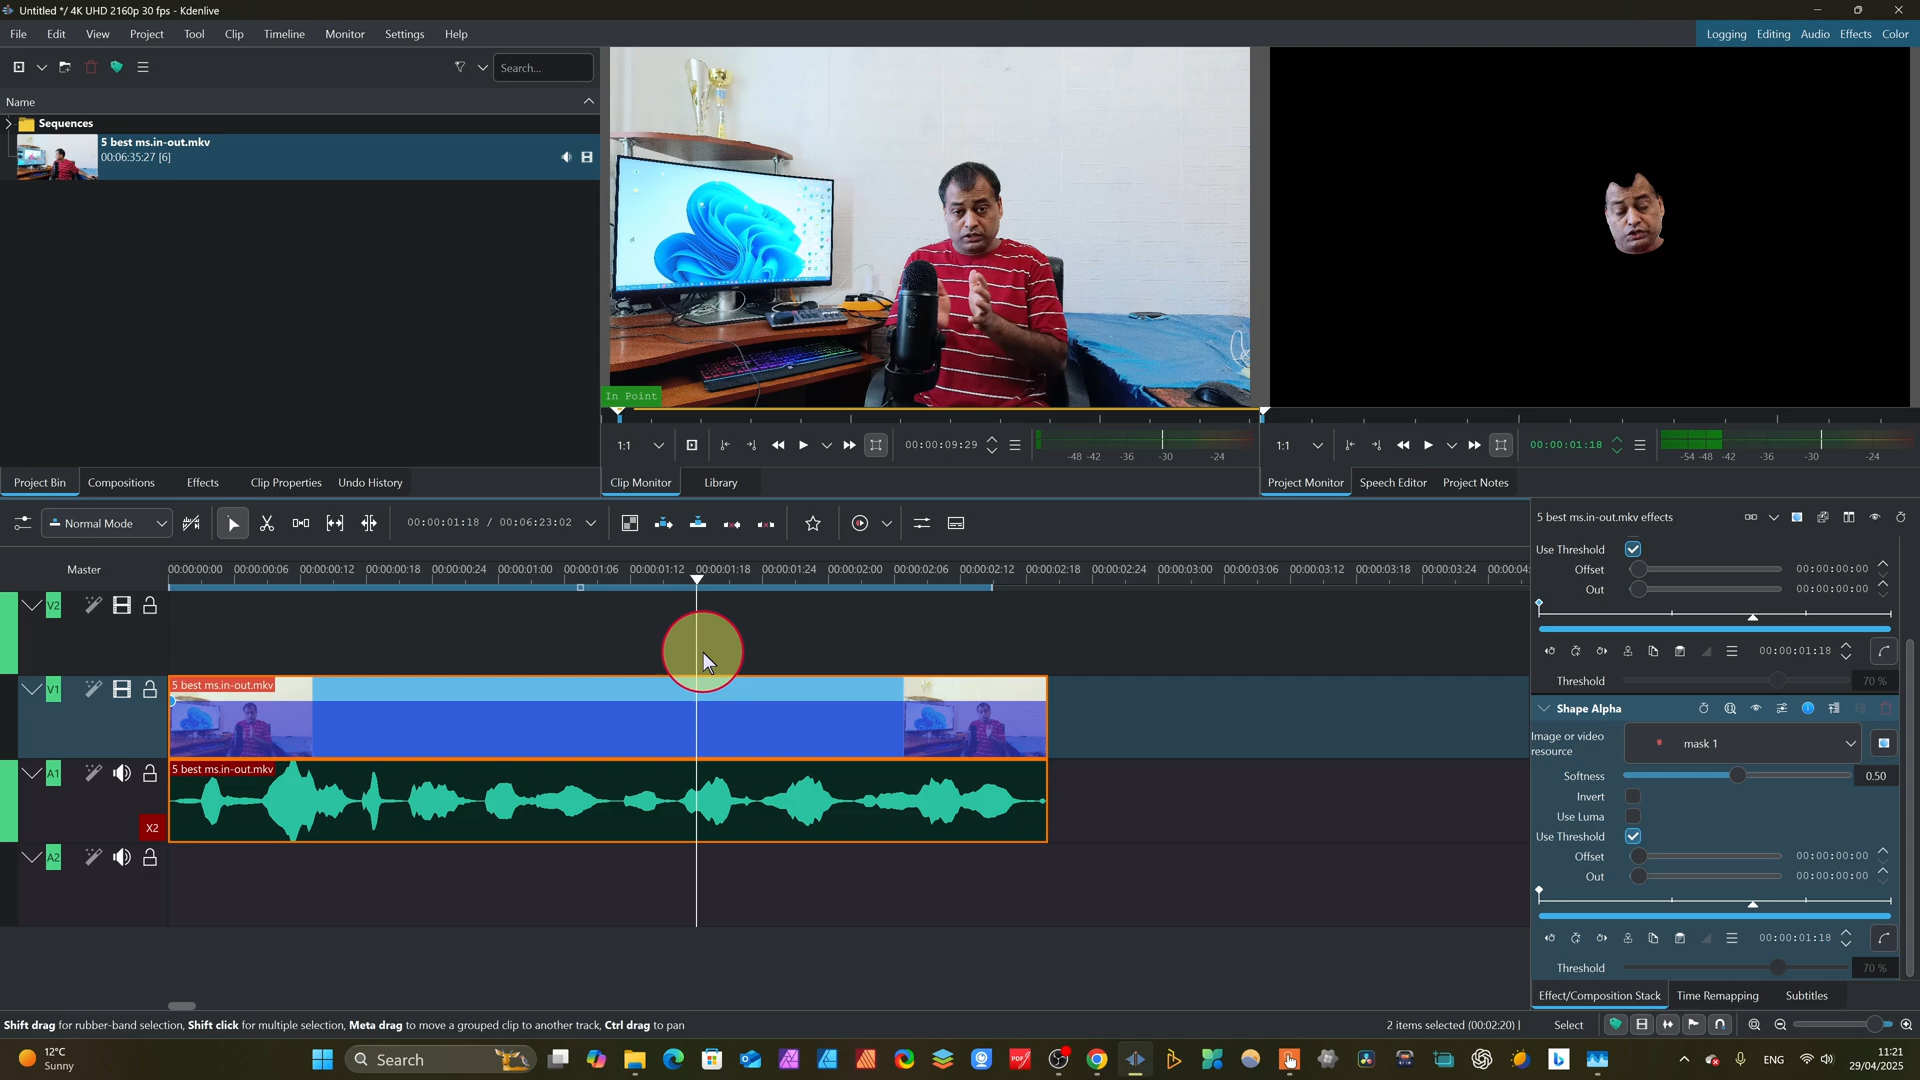 Untitled */ 4K UHD 2160p 30 fps - Kdenlive
File Edit View Project Tool Clip Timeline Monitor Settings Help
Logging Editing Audio Effects Color
Search...
Name
Sequences
5 best ms.in-out.mkv
00:06:35:27 [6]
In Point
1:1
00:00:09:29
-48 -42 -36 -30 -24
1:1
00:00:01:18
-54 -48 -42 -36 -30 -24
Project Bin Compositions Effects Clip Properties Undo History
Clip Monitor Library
Project Monitor Speech Editor Project Notes
Normal Mode
00:00:01:18 / 00:06:23:02
Master
00:00:00:00 00:00:00:06 00:00:00:12 00:00:00:18 00:00:00:24 00:00:01:00 00:00:01:06 00:00:01:12 00:00:01:18 00:00:01:24 00:00:02:00 00:00:02:06 00:00:02:12 00:00:02:18 00:00:02:24 00:00:03:00 00:00:03:06 00:00:03:12 00:00:03:18 00:00:03:24 00:00:04:
V2
V1
5 best ms.in-out.mkv
A1
5 best ms.in-out.mkv
X2
A2
5 best ms.in-out.mkv effects
Use Threshold
Offset 00:00:00:00
Out 00:00:00:00
00:00:01:18
Threshold 70 %
Shape Alpha
Image or video
resource
mask 1
Softness 0.50
Invert
Use Luma
Use Threshold
Offset 00:00:00:00
Out 00:00:00:00
00:00:01:18
Threshold 70 %
Effect/Composition Stack Time Remapping Subtitles
Shift drag for rubber-band selection, Shift click for multiple selection, Meta drag to move a grouped clip to another track, Ctrl drag to pan
2 items selected (00:02:20) |
Select
12°C
Sunny
Search
PDF
ENG
11:21
29/04/2025